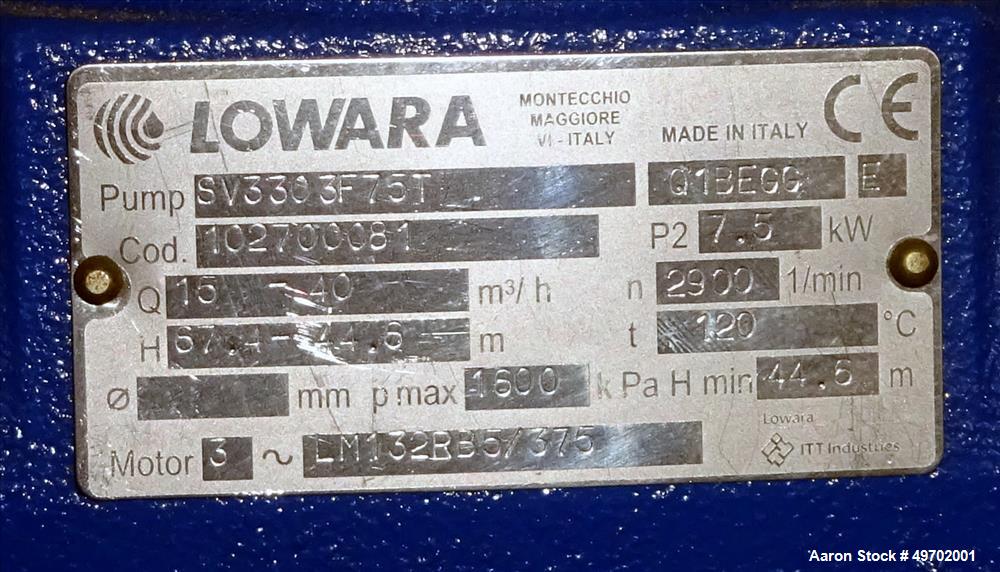 LOWARA
MONTECCHIO
MAGGIORE
VI - ITALY
MADE IN ITALY
CE
Pump SV3303F75T Q1BEGG E
Cod. 102700081 P2 7.5 kW
Q 15 - 40 m³/h n 2900 1/min
H 67.4 - 44.6 m t 120 °C
Ø mm p max 1600 kPa H min 44.6 m
Lowara
ITT Industries
Motor 3 ~ LM132RB5/375
Aaron Stock # 49702001